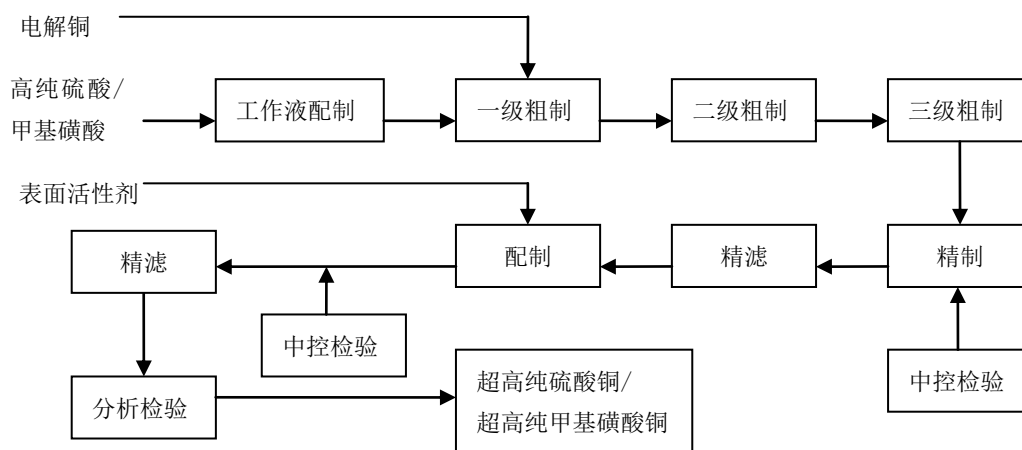 电解铜
高纯硫酸/
甲基磺酸
工作液配制
一级粗制
二级粗制
三级粗制
表面活性剂
精滤
配制
精滤
精制
中控检验
中控检验
分析检验
超高纯硫酸铜/
超高纯甲基磺酸铜